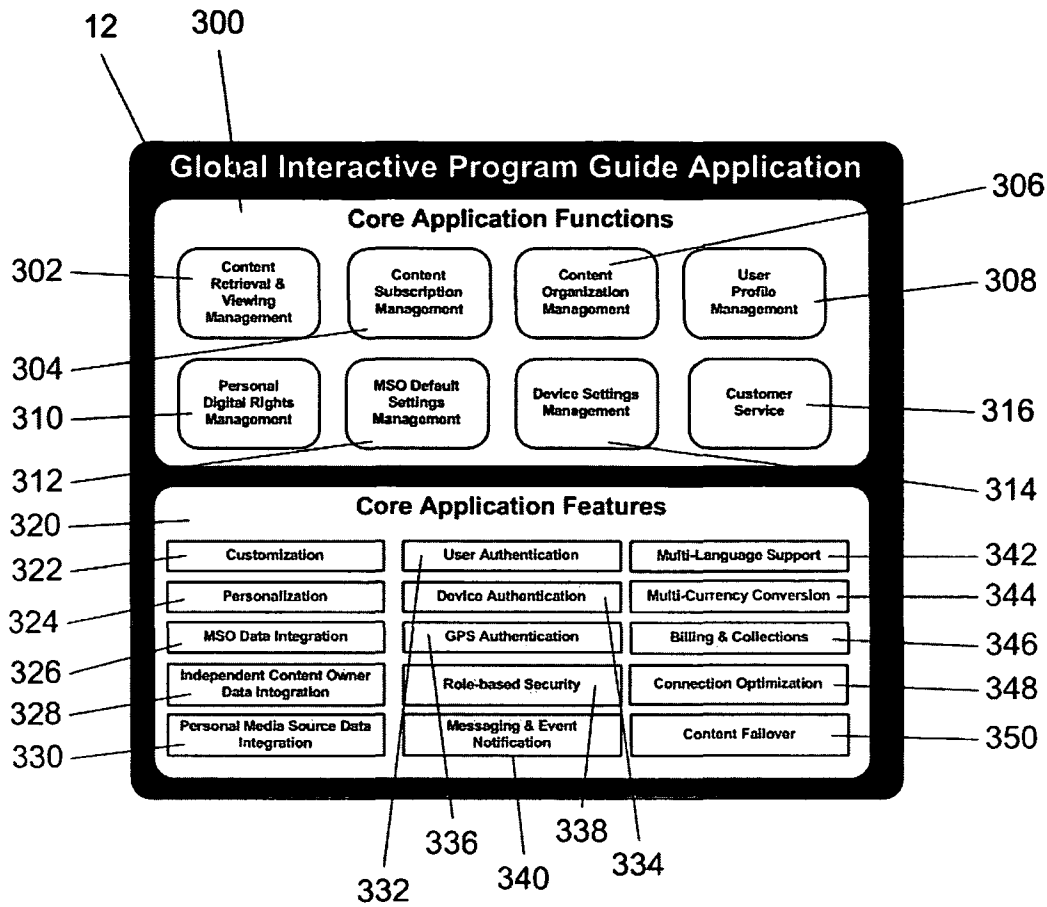 12
300
Global Interactive Program Guide Application
306
Core Application Functions
302
Content
Retrieval &
Viewing
Management
Content
Subscription
Management
Content
Organization
Management
User
Profile
Management
308
304
310
Personal
Digital Rights
Management
MSO Default
Settings
Management
Device Settings
Management
Customer
Service
316
312
314
Core Application Features
320
322
Customization
User Authentication
Multi-Language Support
342
324
Personalization
Device Authentication
Multi-Currency Conversion
344
326
MSO Data Integration
GPS Authentication
Billing & Collections
346
328
Independent Content Owner
Data Integration
Role-based Security
Connection Optimization
348
330
Personal Media Source Data
Integration
Messaging & Event
Notification
Content Failover
350
336
338
334
332
340